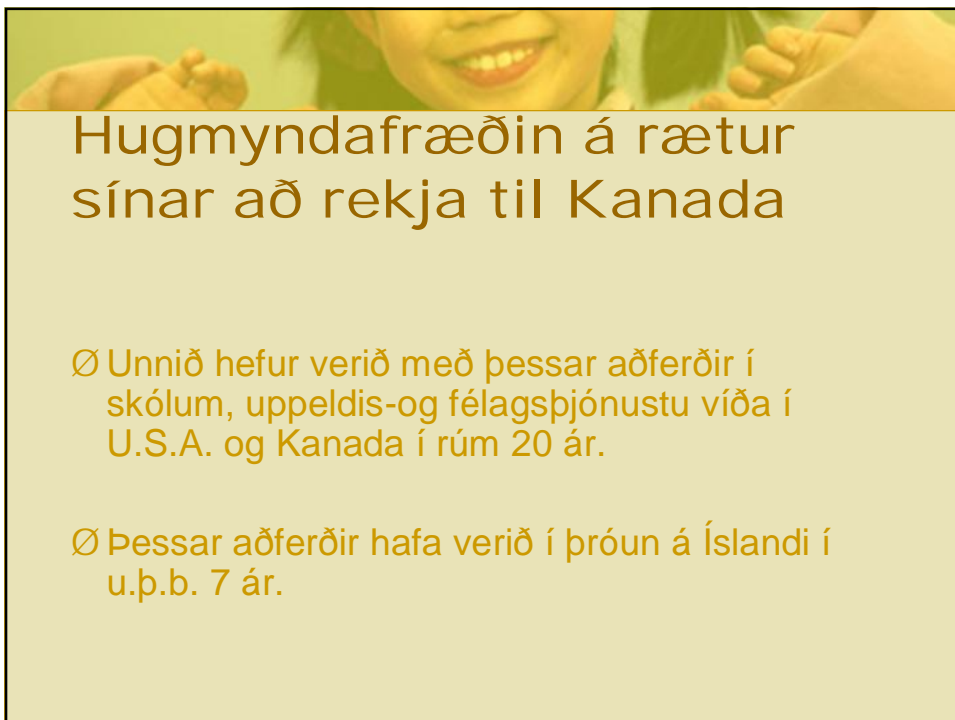 Hugmyndafræðin á rætur
sínar að rekja til Kanada
Ø Unnið hefur verið með þessar aðferðir í
skólum, uppeldis-og félagsþjónustu víða í
U.S.A. og Kanada í rúm 20 ár.
Ø Þessar aðferðir hafa verið í þróun á Íslandi í
u.þ.b. 7 ár.